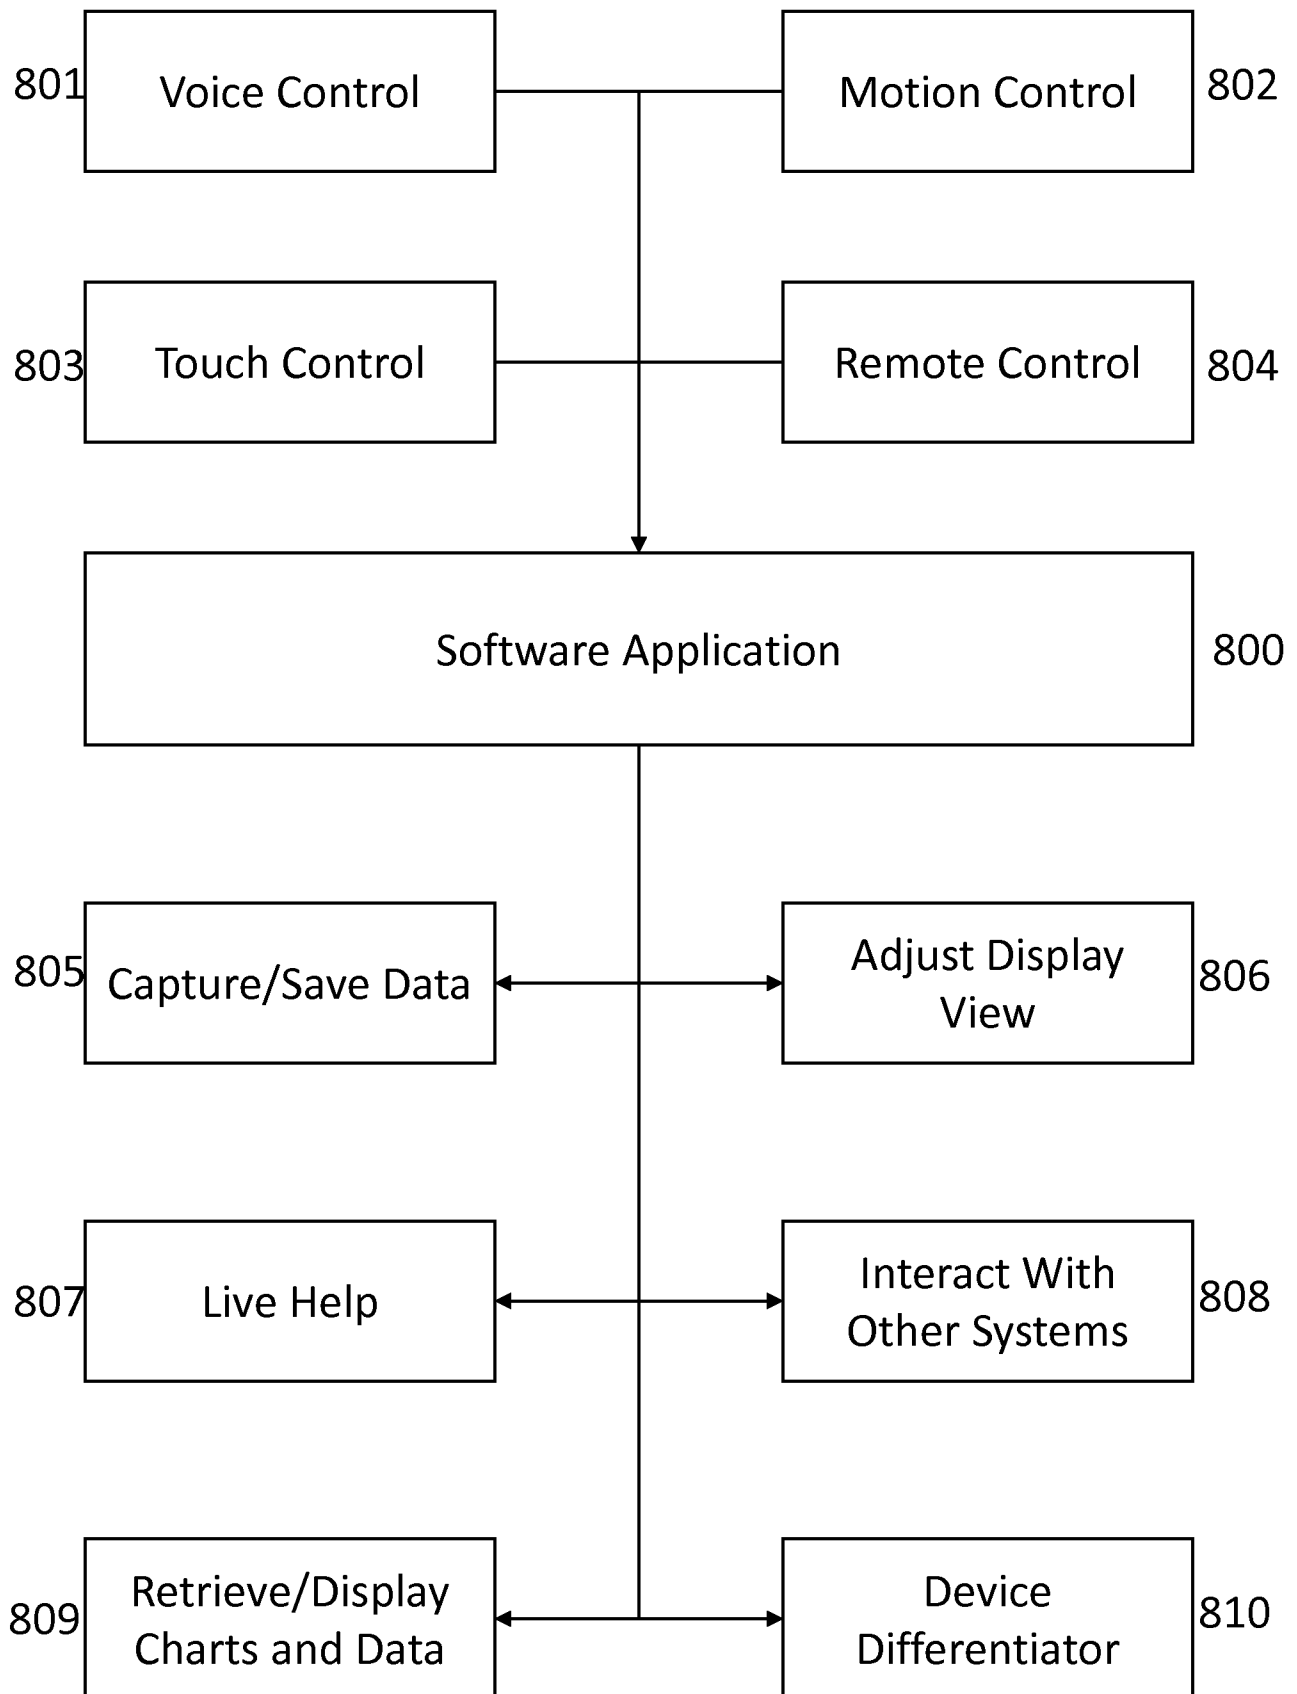 801 Voice Control Motion Control 802
803 Touch Control Remote Control 804
Software Application 800
805 Capture/Save Data
Adjust Display
View
806
807 Live Help
Interact With
Other Systems
808
809
Retrieve/Display
Charts and Data
Device
Differentiator
810